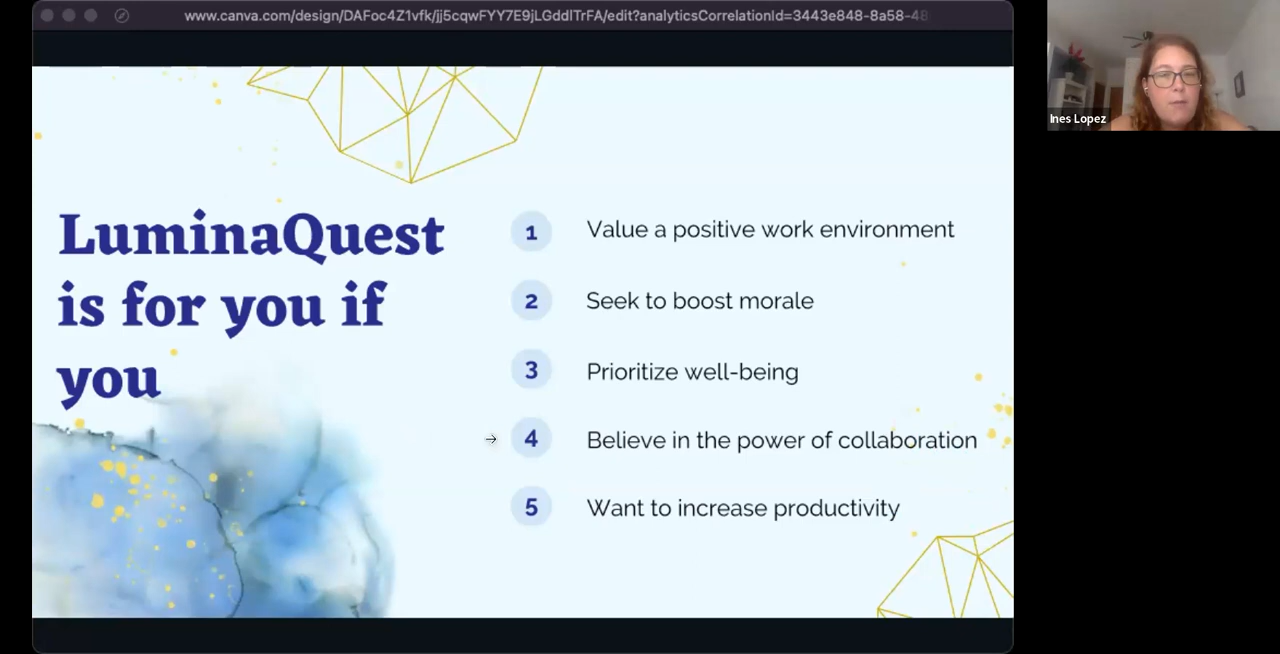 www.canva.com/design/DAFoc4Z1vfk/jj5cqwFYY7E9jLGddlTrFA/edit?analyticsCorrelationId=3443e848-8a58-48
Ines Lopez
LuminaQuest
is for you if
you
1 Value a positive work environment
2 Seek to boost morale
3 Prioritize well-being
→ 4 Believe in the power of collaboration
5 Want to increase productivity